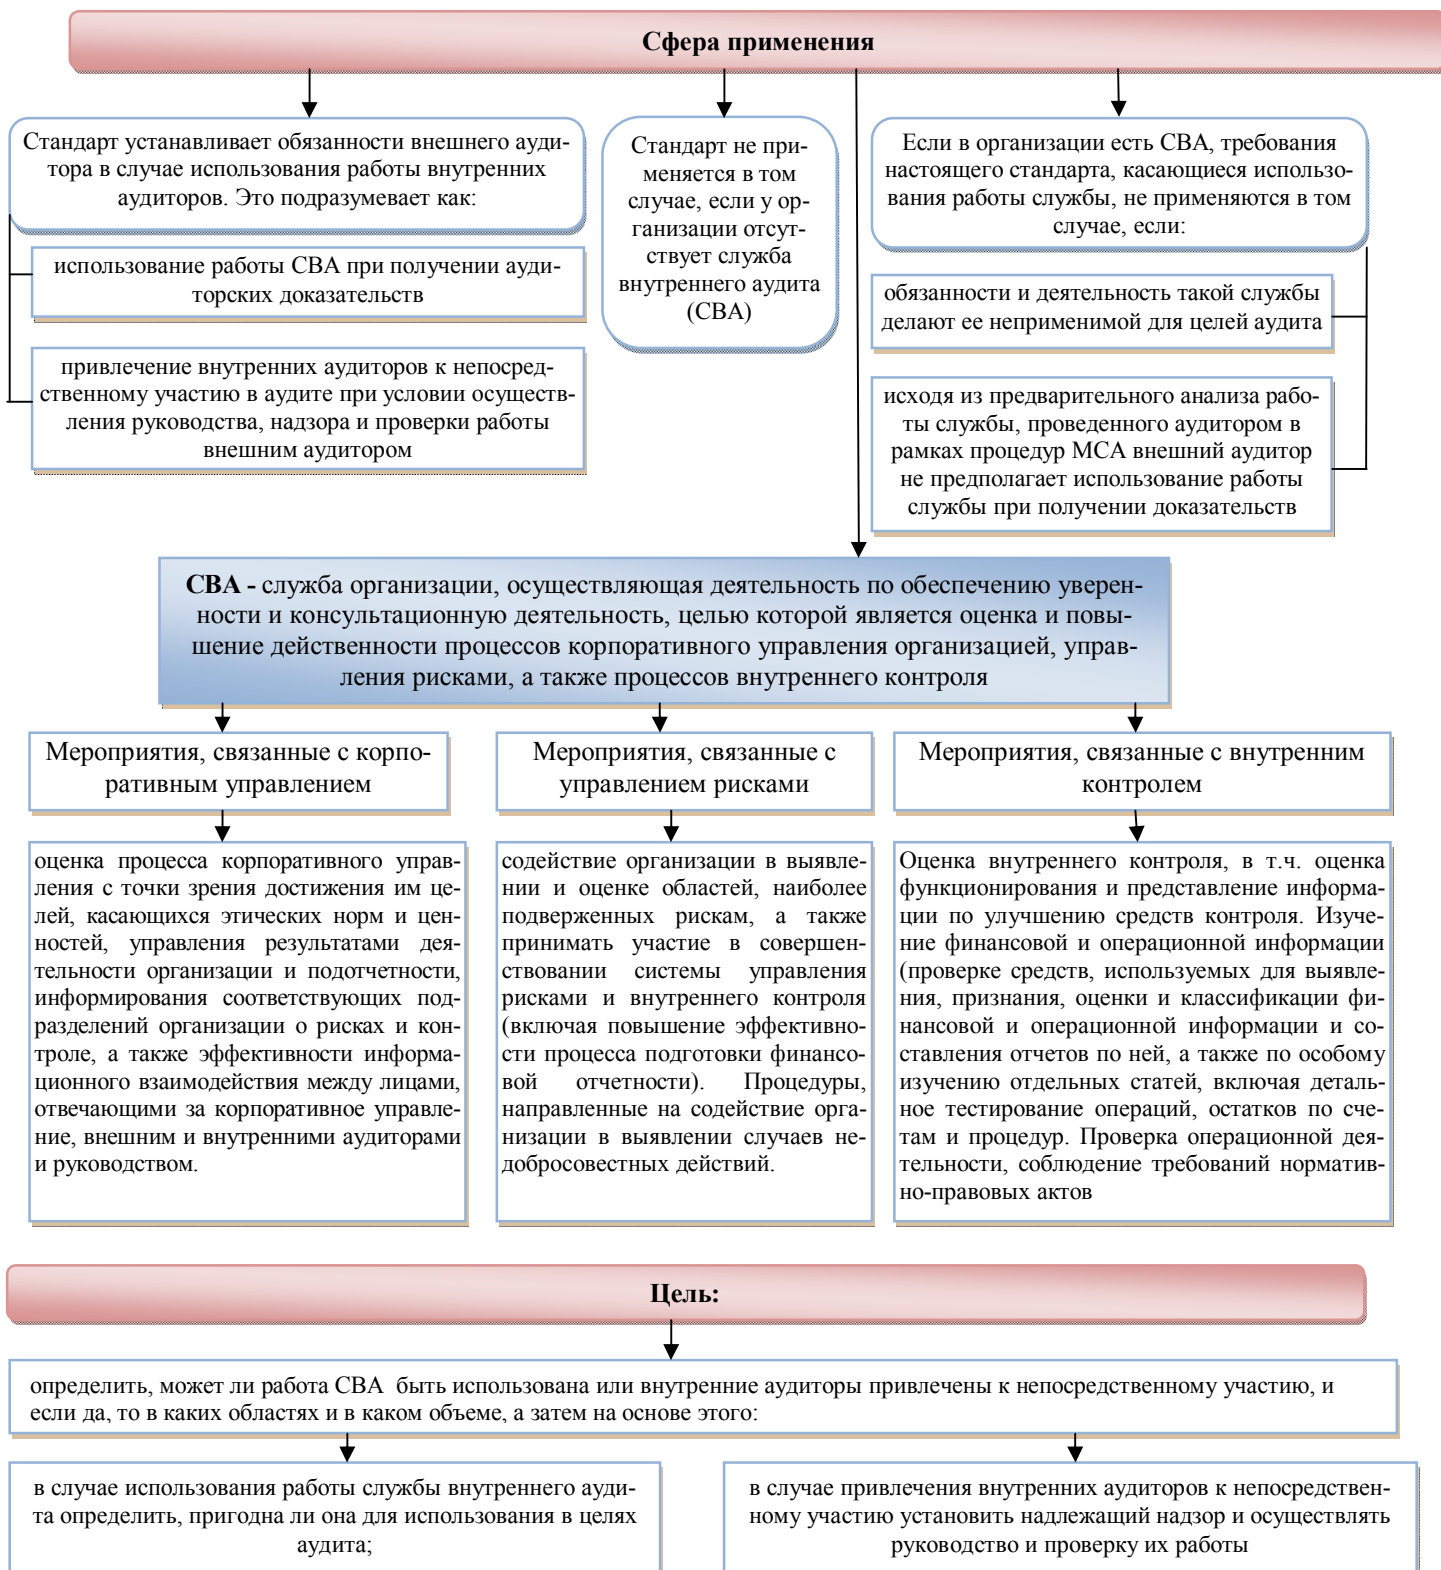 Сфера применения
Стандарт устанавливает обязанности внешнего ауди-
тора в случае использования работы внутренних
аудиторов. Это подразумевает как:
использование работы СВА при получении ауди-
торских доказательств
привлечение внутренних аудиторов к непосред-
ственному участию в аудите при условии осуществ-
ления руководства, надзора и проверки работы
внешним аудитором
Стандарт не при-
меняется в том
случае, если у ор-
ганизации отсут-
ствует служба
внутреннего аудита
(СВА)
Если в организации есть СВА, требования
настоящего стандарта, касающиеся использо-
вания работы службы, не применяются в том
случае, если:
обязанности и деятельность такой службы
делают ее неприменимой для целей аудита
исходя из предварительного анализа рабо-
ты службы, проведенного аудитором в
рамках процедур МСА внешний аудитор
не предполагает использование работы
службы при получении доказательств
СВА - служба организации, осуществляющая деятельность по обеспечению уверен-
ности и консультационную деятельность, целью которой является оценка и повы-
шение действенности процессов корпоративного управления организацией, управ-
ления рисками, а также процессов внутреннего контроля
Мероприятия, связанные с корпо-
ративным управлением
оценка процесса корпоративного управ-
ления с точки зрения достижения им це-
лей, касающихся этических норм и цен-
ностей, управления результатами дея-
тельности организации и подотчетности,
информирования соответствующих под-
разделений организации о рисках и кон-
троле, а также эффективности информа-
ционного взаимодействия между лицами,
отвечающими за корпоративное управле-
ние, внешним и внутренними аудиторами
и руководством.
Мероприятия, связанные с
управлением рисками
содействие организации в выявле-
нии и оценке областей, наиболее
подверженных рискам, а также
принимать участие в совершен-
ствовании системы управления
рисками и внутреннего контроля
(включая повышение эффективно-
сти процесса подготовки финансо-
вой отчетности). Процедуры,
направленные на содействие орга-
низации в выявлении случаев не-
добросовестных действий.
Мероприятия, связанные с внутренним
контролем
Оценка внутреннего контроля, в т.ч. оценка
функционирования и представление информа-
ции по улучшению средств контроля. Изуче-
ние финансовой и операционной информации
(проверке средств, используемых для выявле-
ния, признания, оценки и классификации фи-
нансовой и операционной информации и со-
ставления отчетов по ней, а также по особому
изучению отдельных статей, включая деталь-
ное тестирование операций, остатков по сче-
там и процедур. Проверка операционной дея-
тельности, соблюдение требований норматив-
но-правовых актов
Цель:
определить, может ли работа СВА быть использована или внутренние аудиторы привлечены к непосредственному участию, и
если да, то в каких областях и в каком объеме, а затем на основе этого:
в случае использования работы службы внутреннего ауди-
та определить, пригодна ли она для использования в целях
аудита;
в случае привлечения внутренних аудиторов к непосредствен-
ному участию установить надлежащий надзор и осуществлять
руководство и проверку их работы